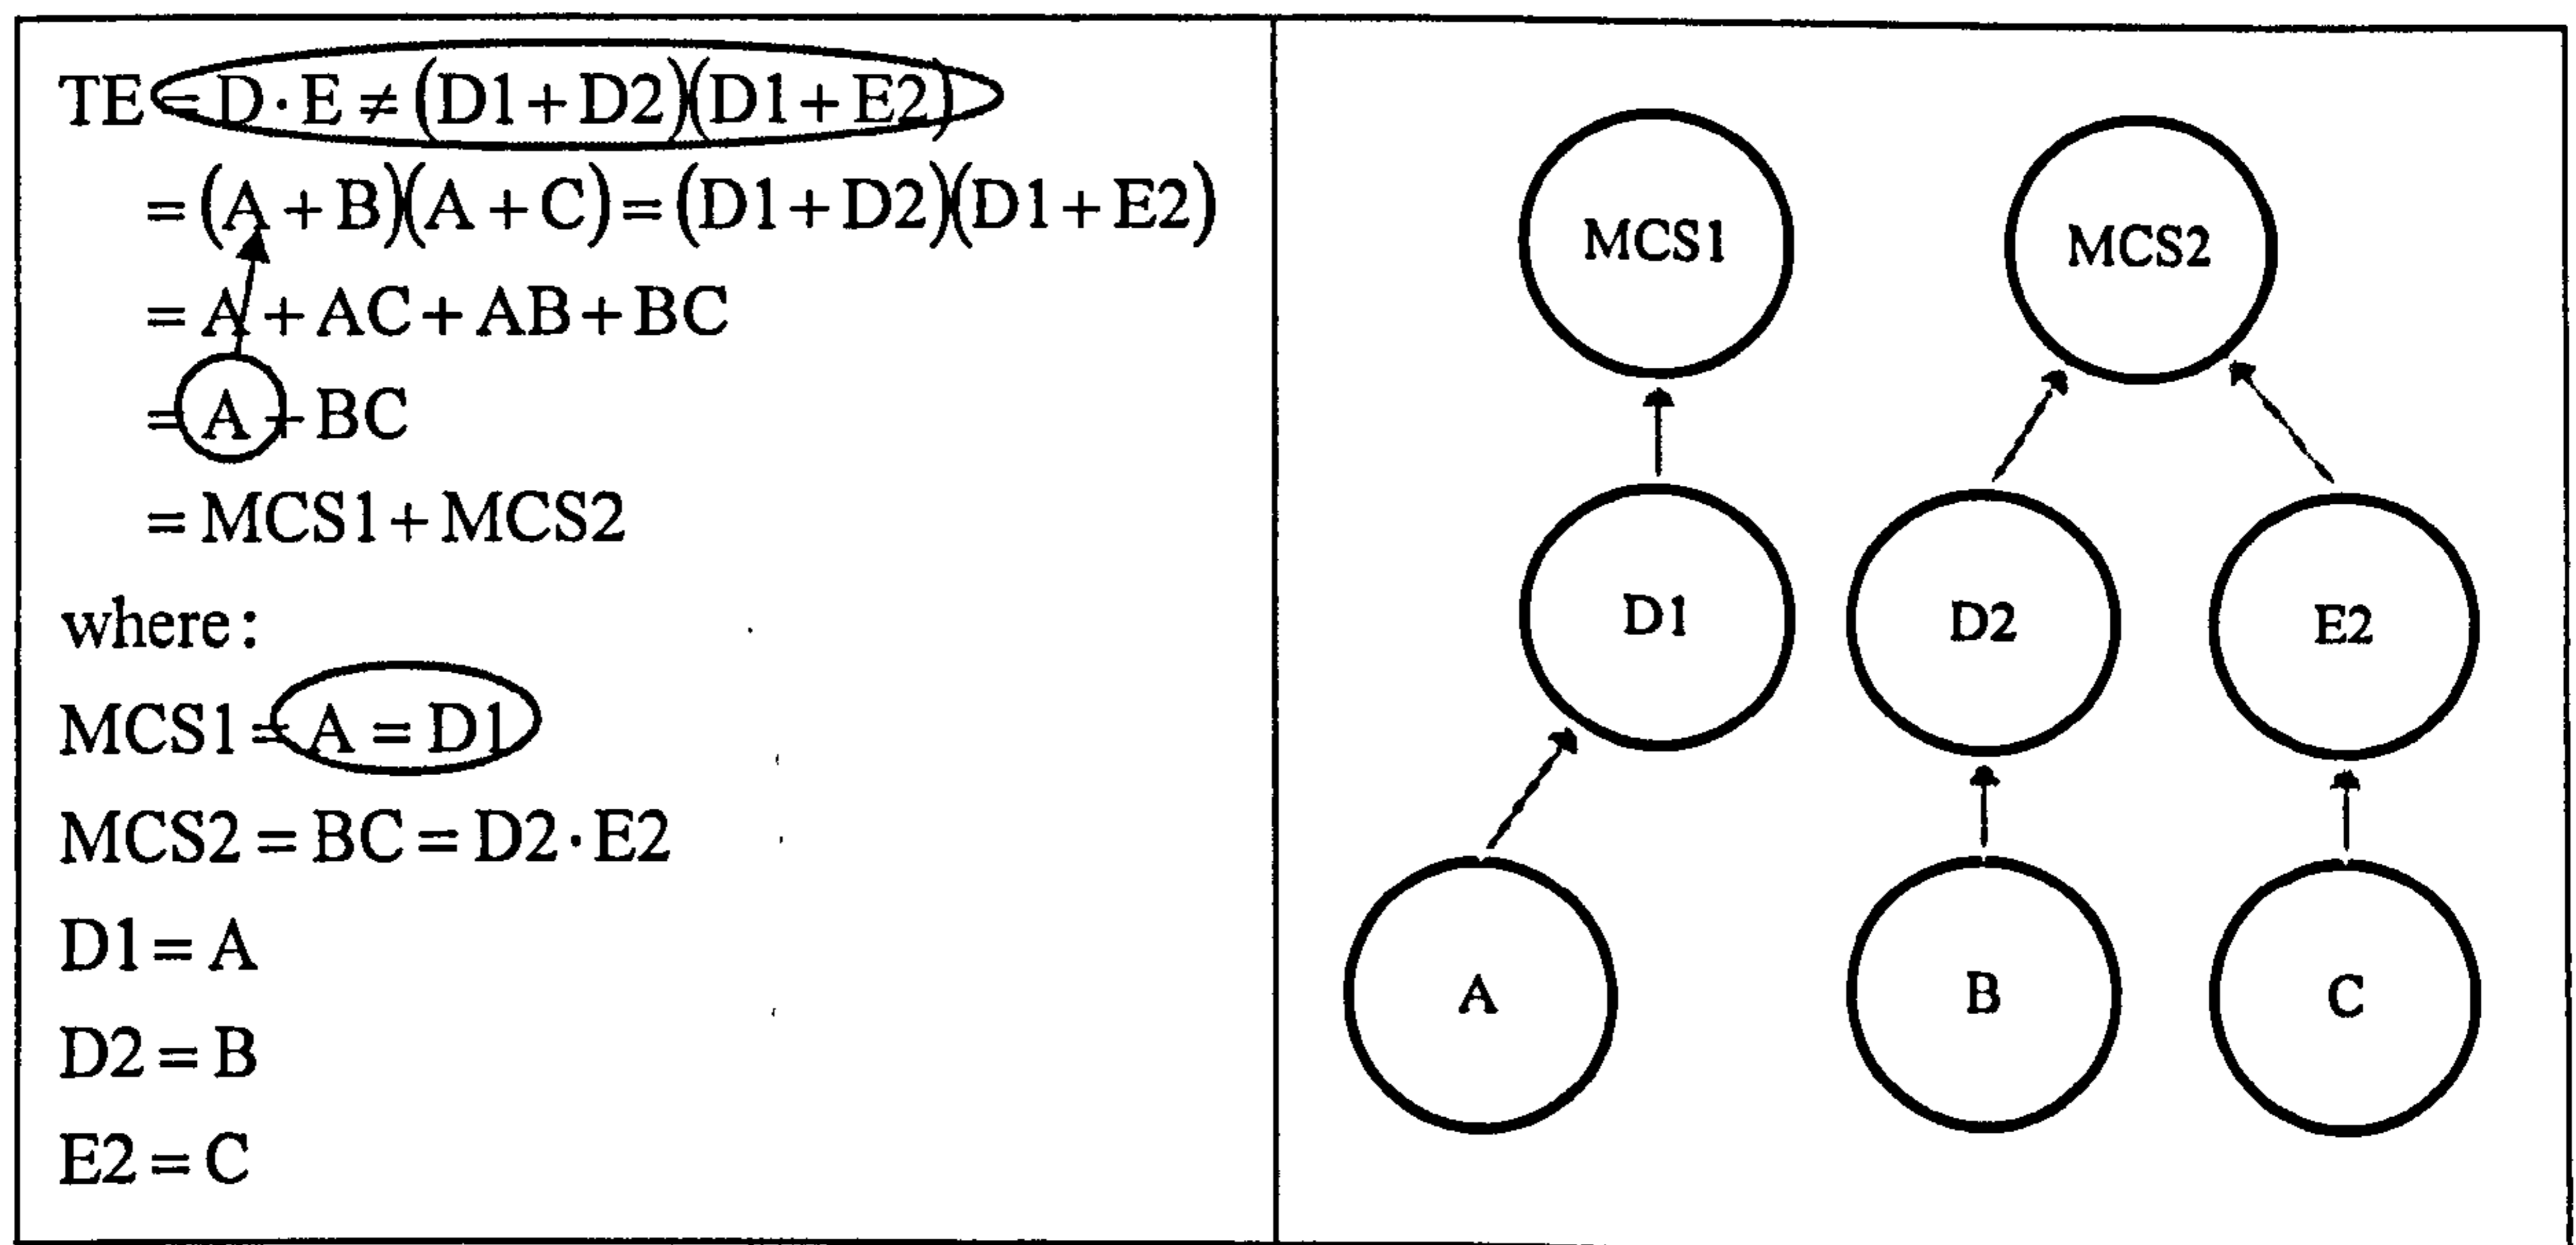 TE = D·E ≠ (D1+D2)(D1+E2)
= (A+B)(A+C) = (D1+D2)(D1+E2)
= A+AC+AB+BC
= A+BC
= MCS1+MCS2
where:
MCS1 = A = D1
MCS2 = BC = D2·E2
D1 = A
D2 = B
E2 = C
MCS1 MCS2
D1 D2 E2
A B C